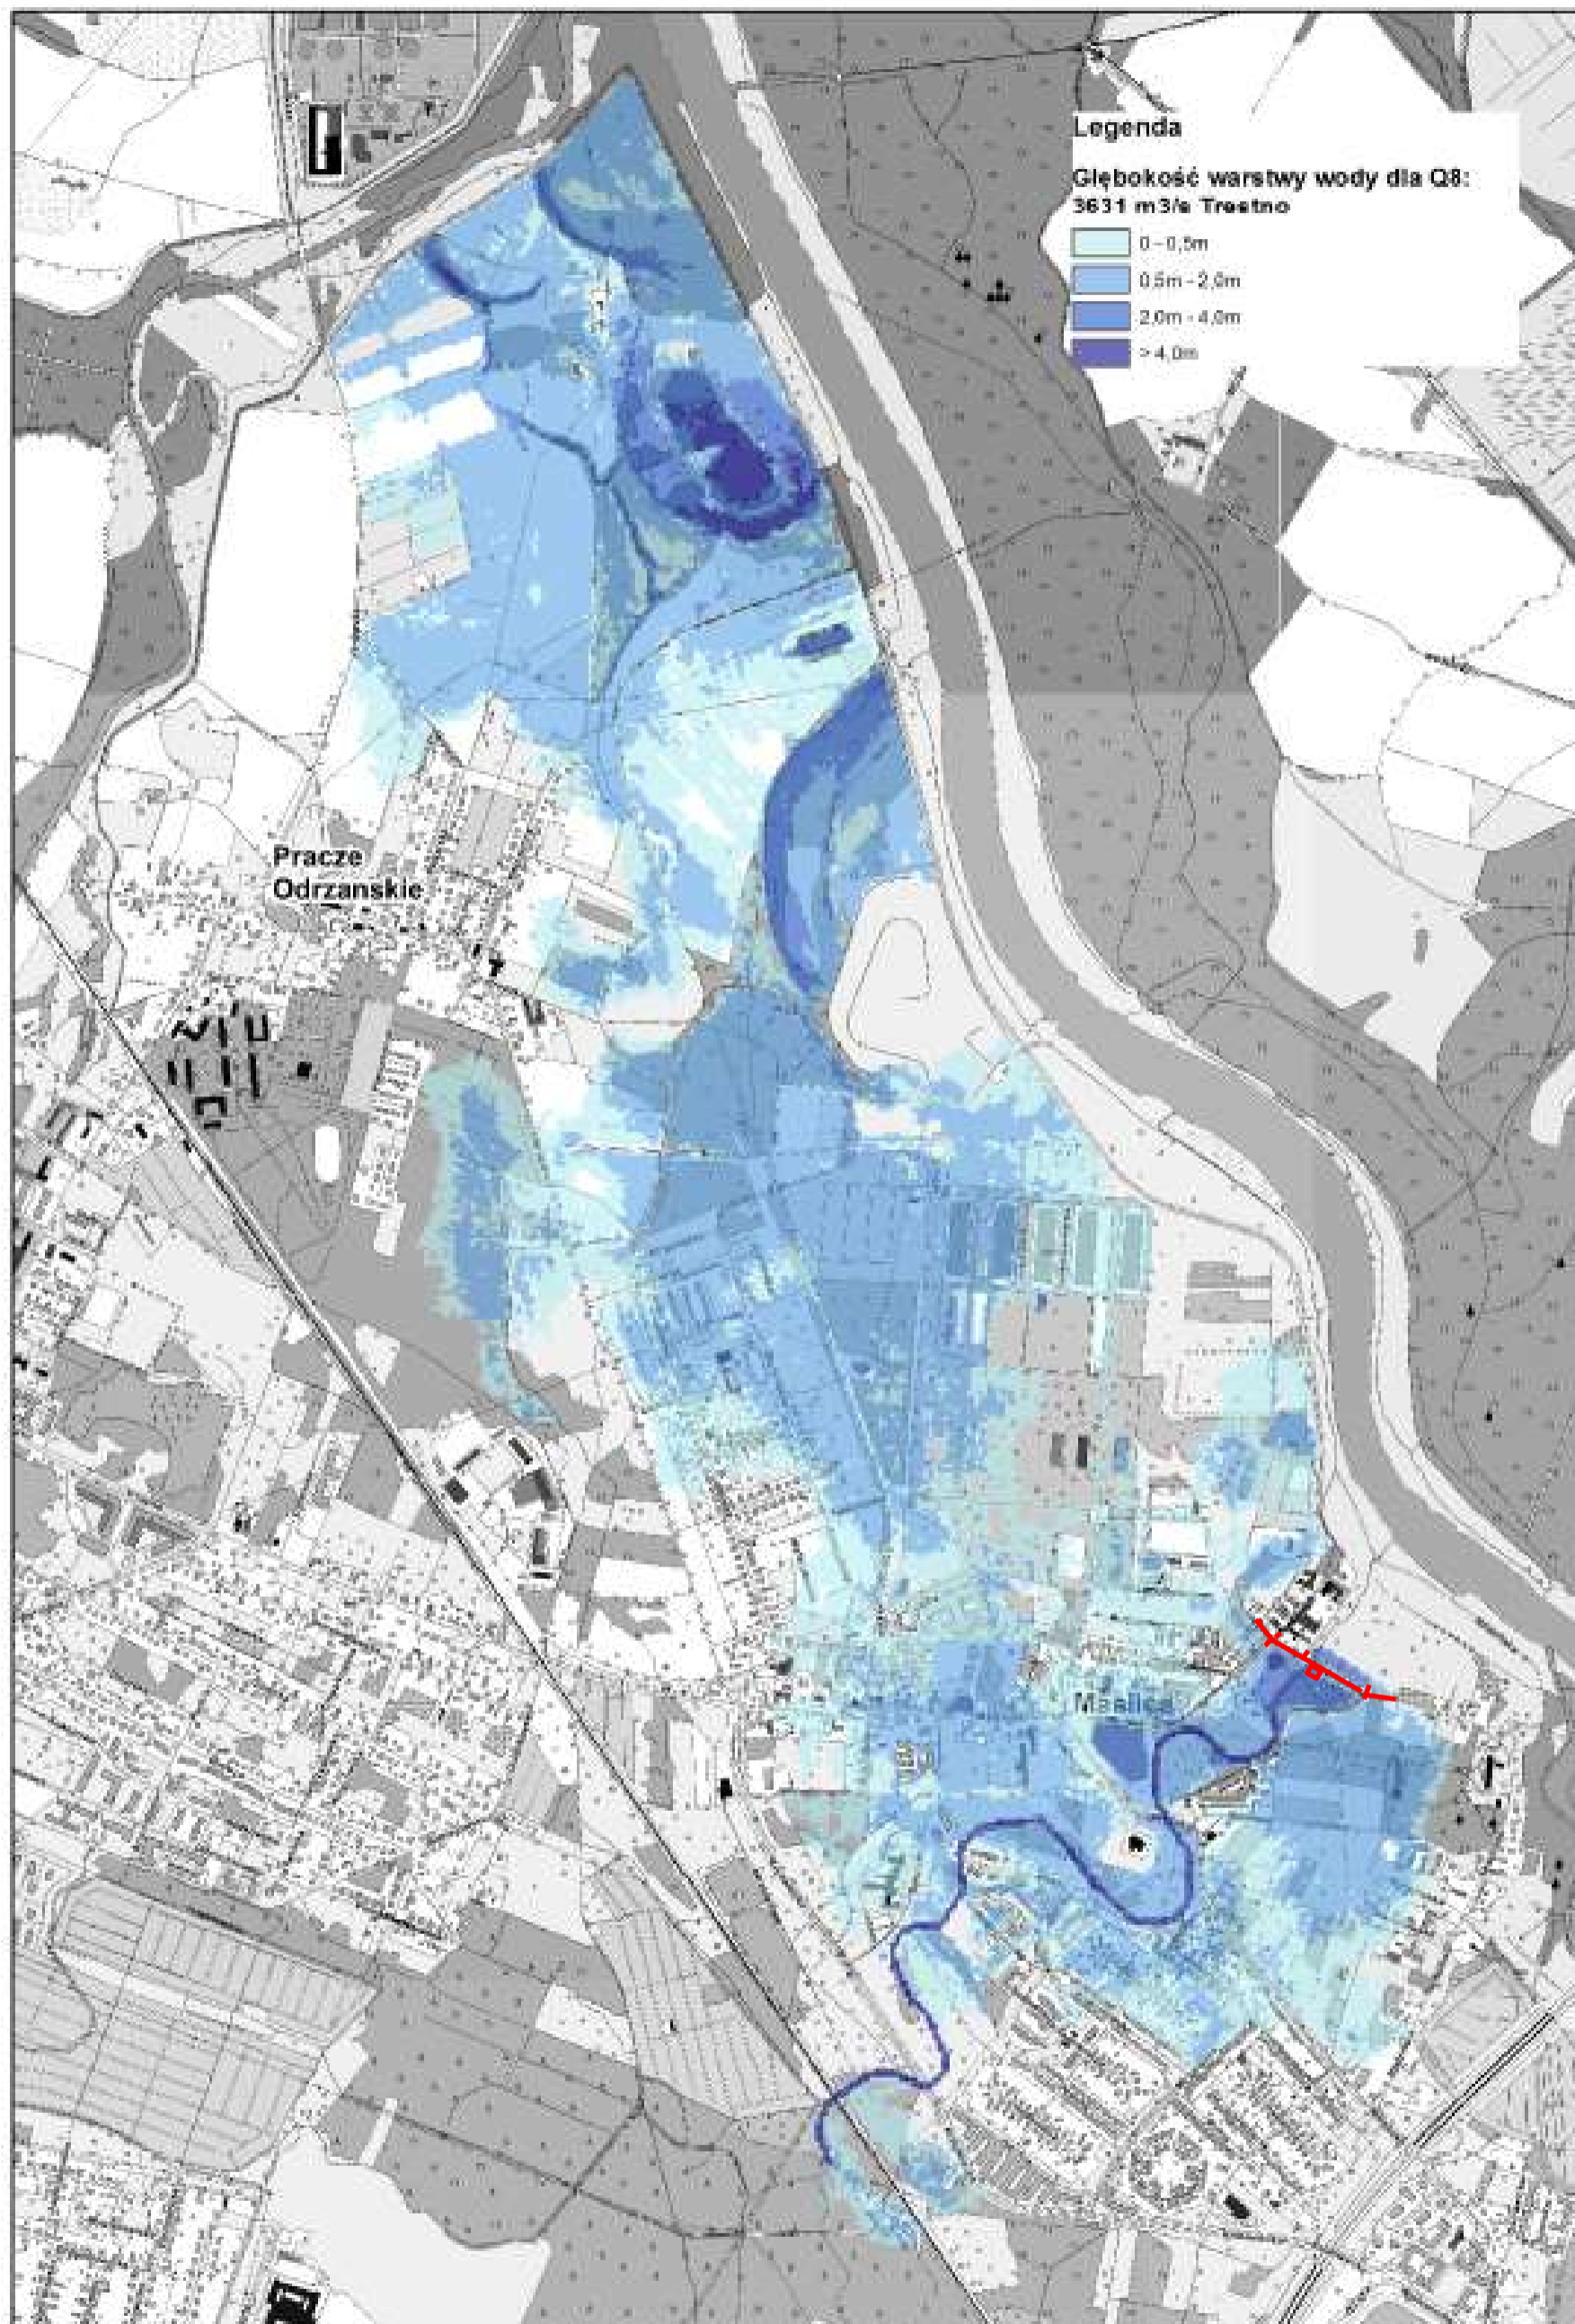 Legenda
Głębokość warstwy wody dla Q8:
3631 m3/s Trestno
0 - 0,5m
0,5m - 2,0m
2,0m - 4,0m
> 4,0m
Pracze
Odrzanskie
Maslice